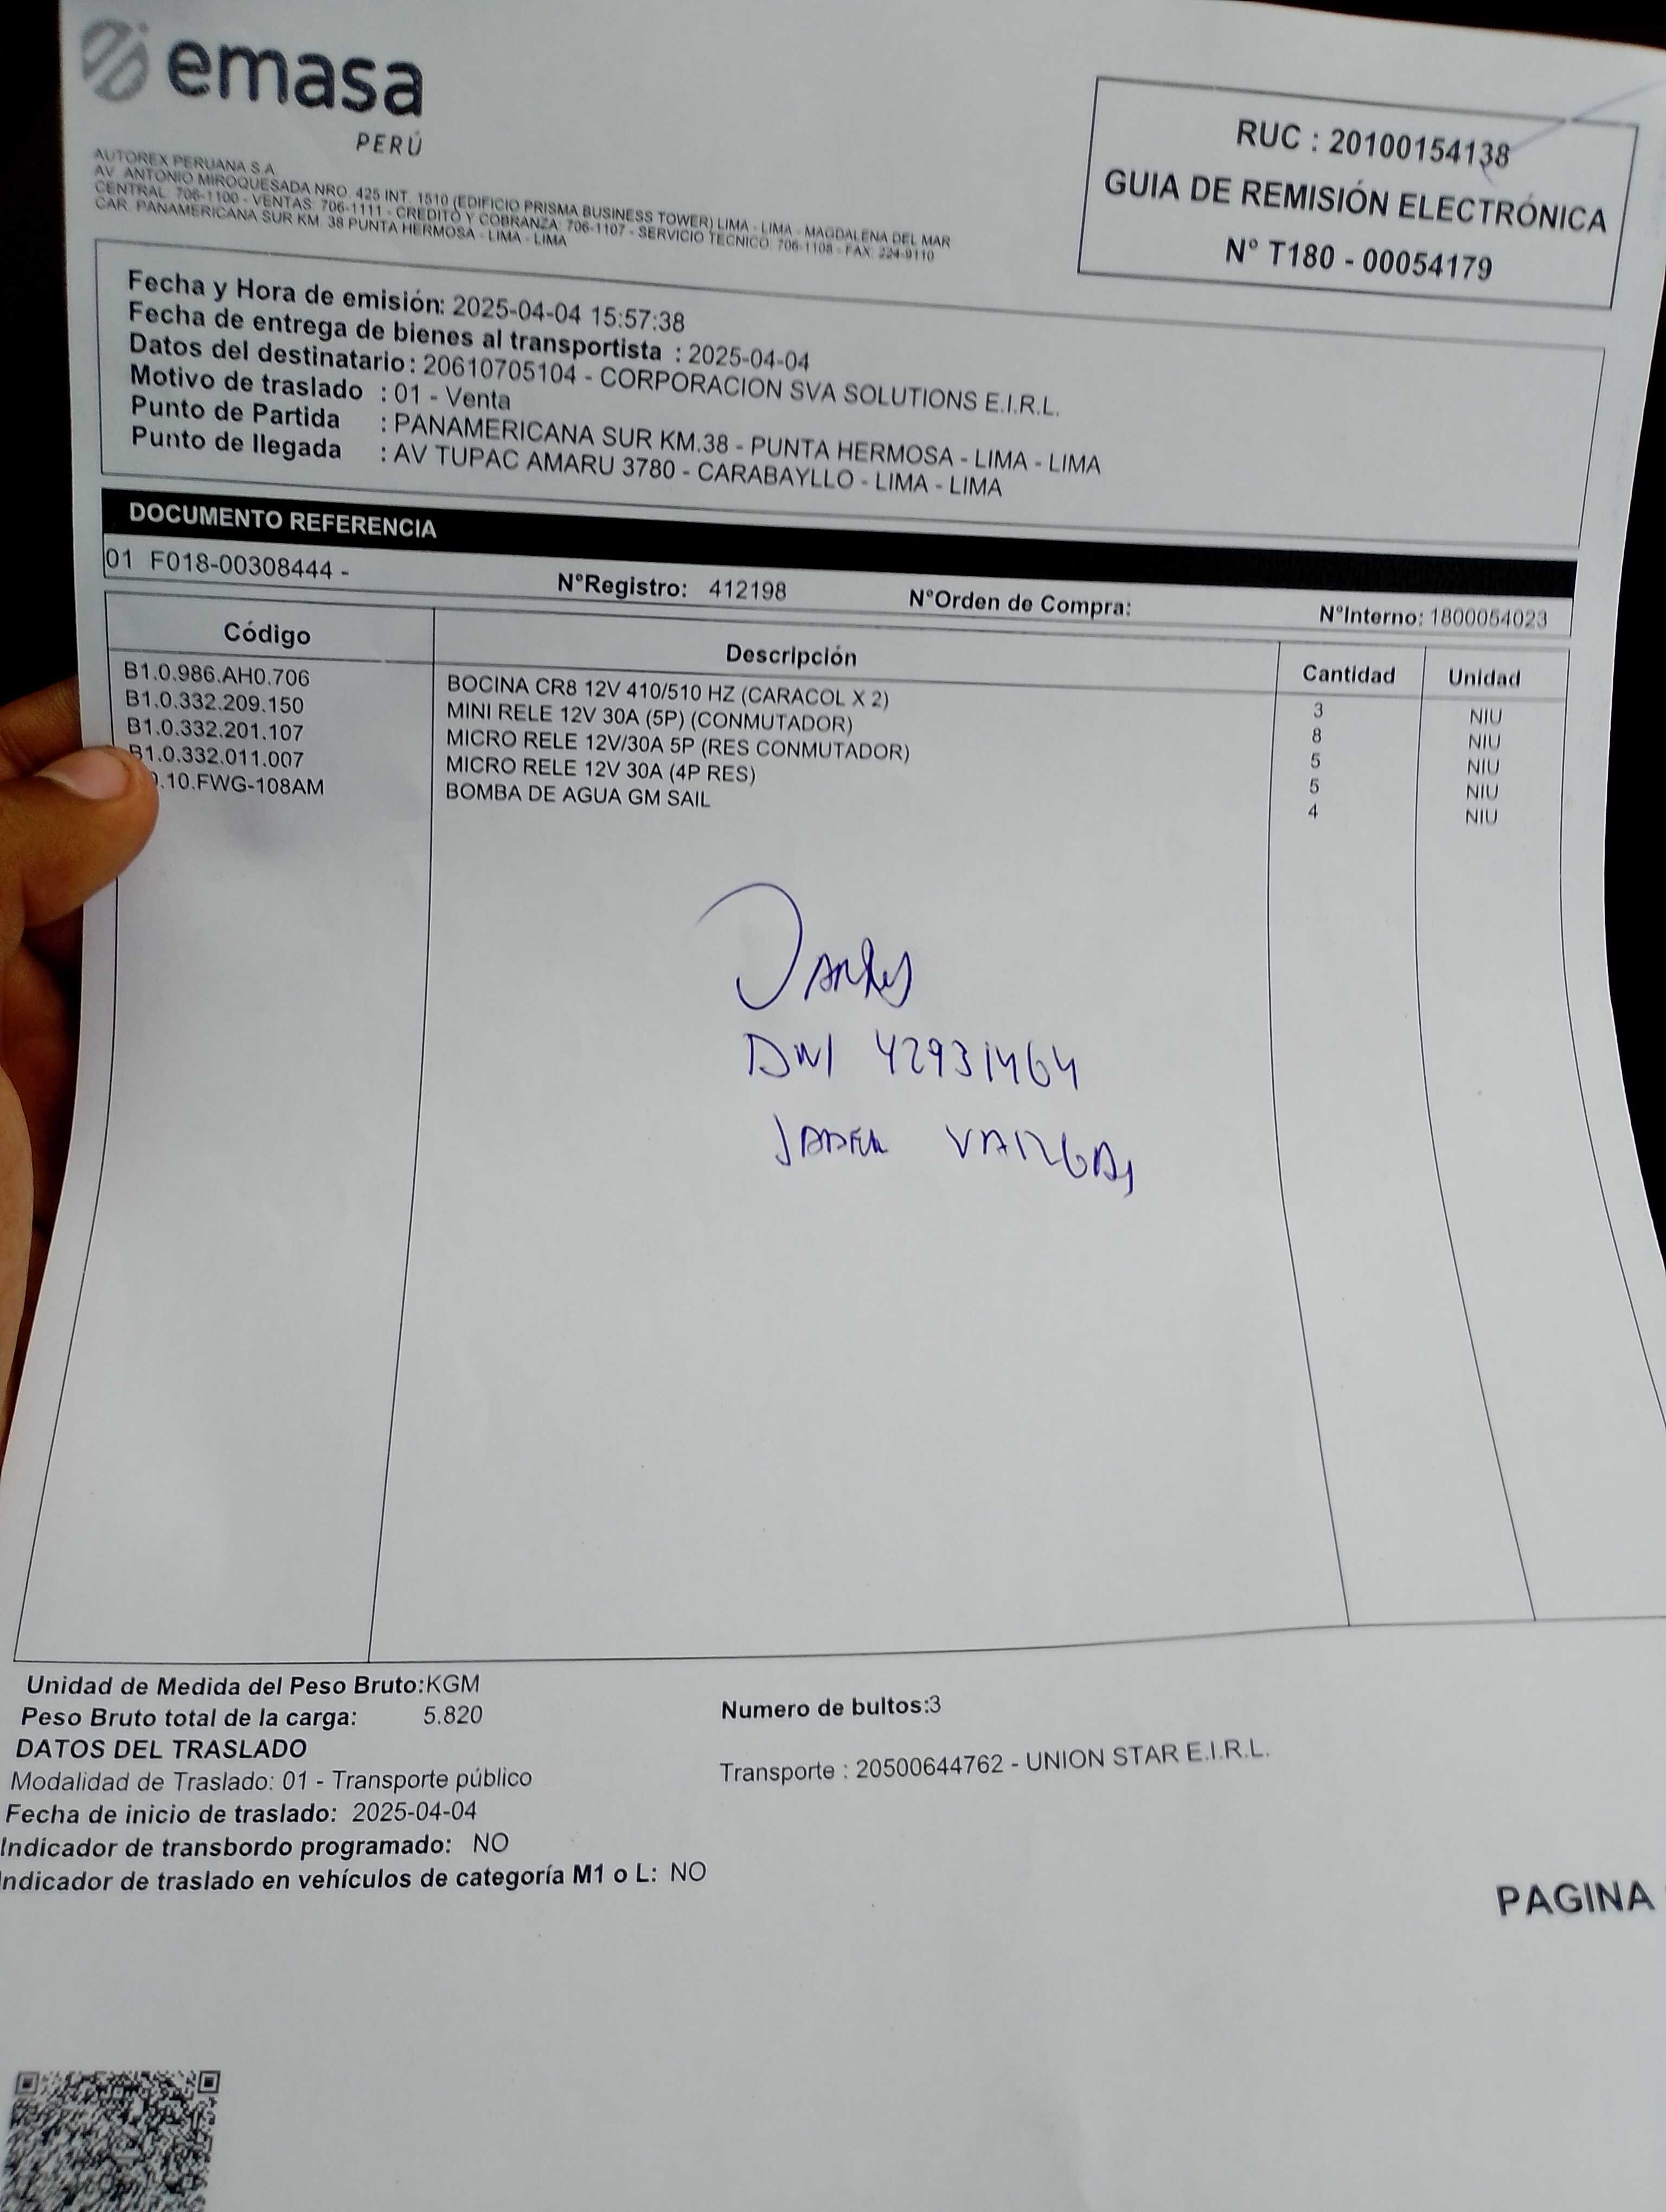 emasa
PERÚ
AUTOREX PERUANA S.A.
AV. ANTONIO MIROQUESADA NRO. 425 INT. 1510 (EDIFICIO PRISMA BUSINESS TOWER) LIMA - LIMA - MAGDALENA DEL MAR
CENTRAL: 706-1100 - VENTAS: 706-1111 - CREDITO Y COBRANZA: 706-1107 - SERVICIO TECNICO: 706-1108 - FAX: 224-9110
CAR. PANAMERICANA SUR KM. 38 PUNTA HERMOSA - LIMA - LIMA
RUC : 20100154138
GUIA DE REMISIÓN ELECTRÓNICA
N° T180 - 00054179
Fecha y Hora de emisión: 2025-04-04 15:57:38
Fecha de entrega de bienes al transportista : 2025-04-04
Datos del destinatario : 20610705104 - CORPORACION SVA SOLUTIONS E.I.R.L.
Motivo de traslado : 01 - Venta
Punto de Partida : PANAMERICANA SUR KM.38 - PUNTA HERMOSA - LIMA - LIMA
Punto de llegada : AV TUPAC AMARU 3780 - CARABAYLLO - LIMA - LIMA
DOCUMENTO REFERENCIA
01 F018-00308444 - N°Registro: 412198 N°Orden de Compra: N°Interno: 1800054023
Código Descripción Cantidad Unidad
B1.0.986.AH0.706 BOCINA CR8 12V 410/510 HZ (CARACOL X 2) 3 NIU
B1.0.332.209.150 MINI RELE 12V 30A (5P) (CONMUTADOR) 8 NIU
B1.0.332.201.107 MICRO RELE 12V/30A 5P (RES CONMUTADOR) 5 NIU
B1.0.332.011.007 MICRO RELE 12V 30A (4P RES) 5 NIU
.10.FWG-108AM BOMBA DE AGUA GM SAIL 4 NIU
DNI 42931464
VARGAS
Unidad de Medida del Peso Bruto:KGM
Peso Bruto total de la carga: 5.820 Numero de bultos:3
DATOS DEL TRASLADO
Modalidad de Traslado: 01 - Transporte público Transporte : 20500644762 - UNION STAR E.I.R.L.
Fecha de inicio de traslado: 2025-04-04
Indicador de transbordo programado: NO
Indicador de traslado en vehículos de categoría M1 o L: NO
PAGINA